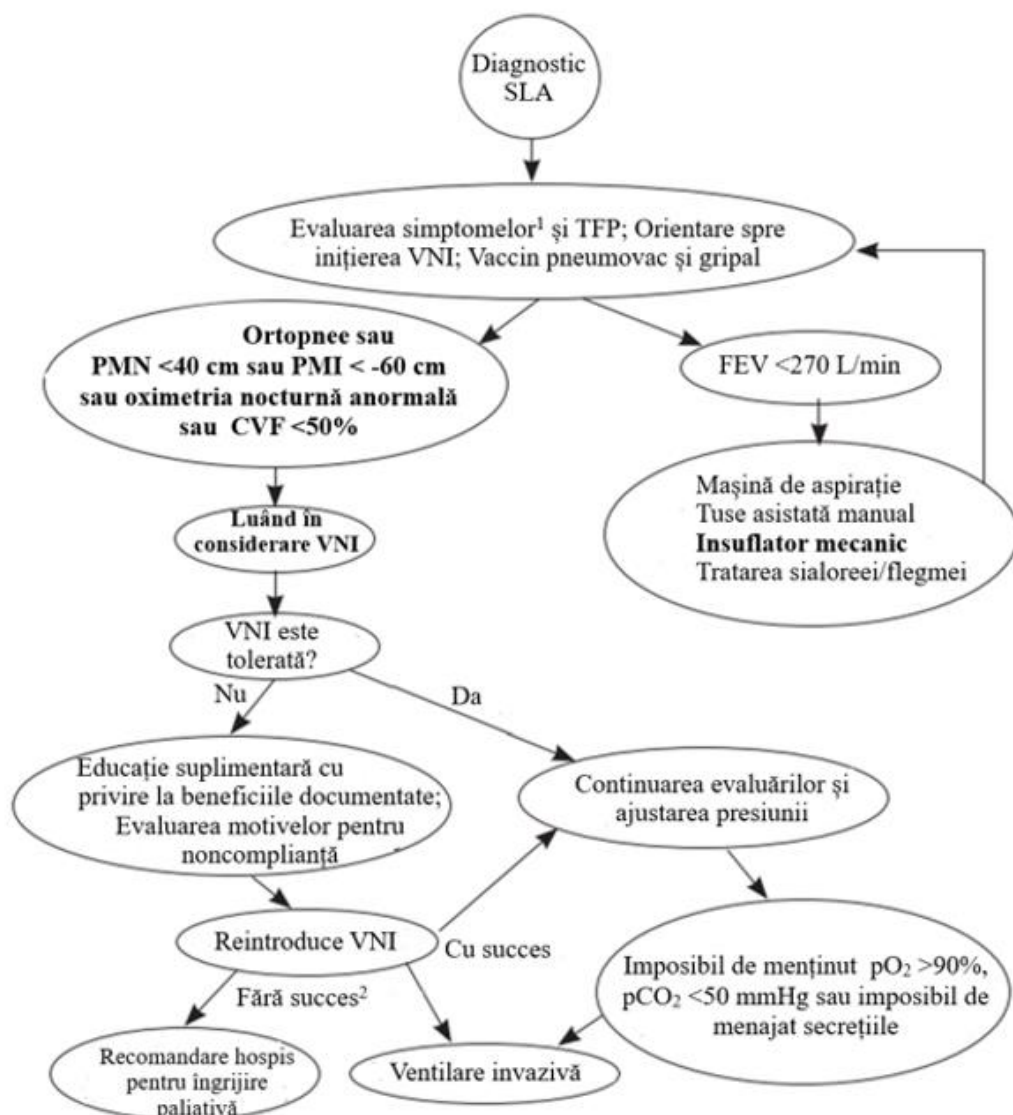 Diagnostic
SLA
Evaluarea simptomelor¹ și TFP; Orientare spre
inițierea VNI; Vaccin pneumovac și gripal
Ortopnee sau
PMN <40 cm sau PMI < -60 cm
sau oximetria nocturnă anormală
sau CVF <50%
FEV <270 L/min
Mașină de aspirație
Tuse asistată manual
Insuflator mecanic
Tratarea sialoreei/flegmei
Luând în
considerare VNI
VNI este
tolerată?
Nu
Da
Educație suplimentară cu
privire la beneficiile documentate;
Evaluarea motivelor pentru
noncomplianță
Continuarea evaluărilor și
ajustarea presiunii
Reintroduce VNI
Cu succes
Fără succes²
Imposibil de menținut pO₂ >90%,
pCO₂ <50 mmHg sau imposibil de
menajat secrețiile
Recomandare hospis
pentru îngrijire
paliativă
Ventilare invazivă